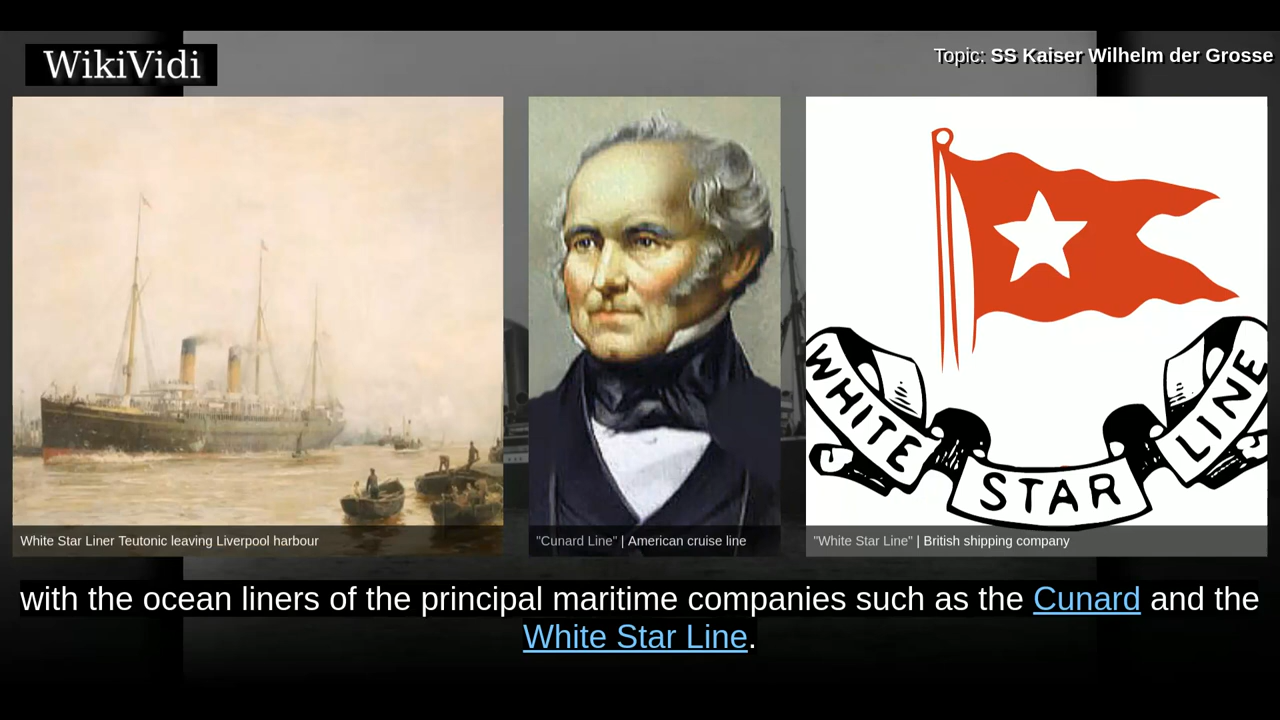 WikiVidi
Topic: SS Kaiser Wilhelm der Grosse
WHITE STAR LINE
White Star Liner Teutonic leaving Liverpool harbour
"Cunard Line" | American cruise line
"White Star Line" | British shipping company
with the ocean liners of the principal maritime companies such as the Cunard and the
White Star Line.